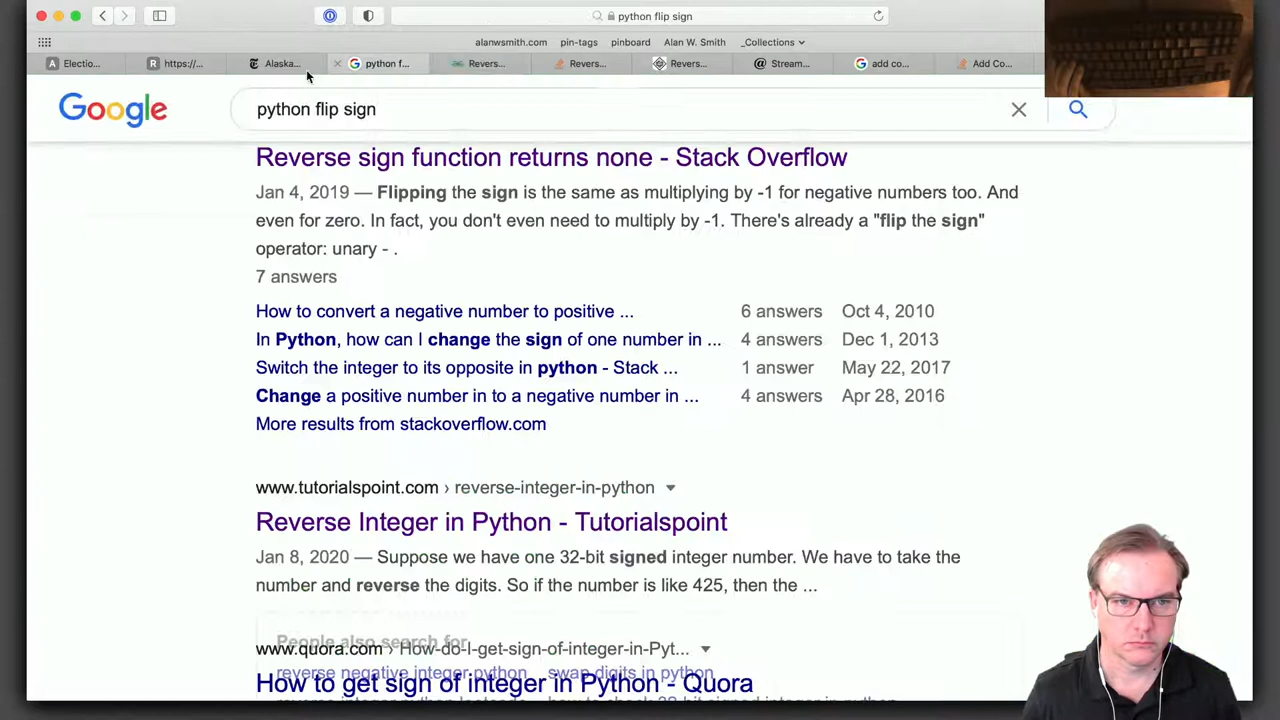 python flip sign
alanwsmith.com pin-tags pinboard Alan W. Smith _Collections
Electio... https:/... Alaska... python f... Revers... Revers... Revers... Stream... add co... Add Co...
Google python flip sign
Reverse sign function returns none - Stack Overflow
Jan 4, 2019 — Flipping the sign is the same as multiplying by -1 for negative numbers too. And
even for zero. In fact, you don't even need to multiply by -1. There's already a "flip the sign"
operator: unary - .
7 answers
How to convert a negative number to positive ... 6 answers Oct 4, 2010
In Python, how can I change the sign of one number in ... 4 answers Dec 1, 2013
Switch the integer to its opposite in python - Stack ... 1 answer May 22, 2017
Change a positive number in to a negative number in ... 4 answers Apr 28, 2016
More results from stackoverflow.com
www.tutorialspoint.com › reverse-integer-in-python
Reverse Integer in Python - Tutorialspoint
Jan 8, 2020 — Suppose we have one 32-bit signed integer number. We have to take the
number and reverse the digits. So if the number is like 425, then the ...
People also search for
www.quora.com › How-do-I-get-sign-of-integer-in-Pyt...
reverse negative integer python swap digits in python
How to get sign of integer in Python - Quora